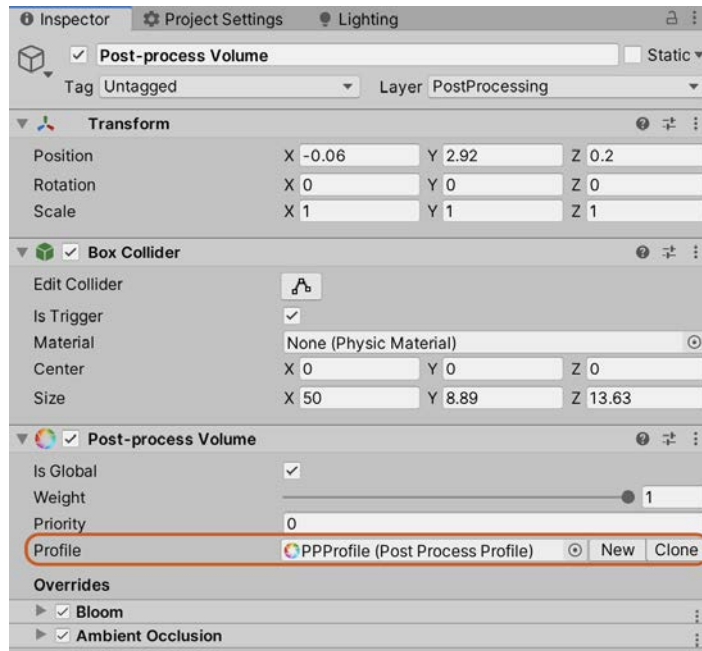 Inspector Project Settings Lighting
Post-process Volume Static
Tag Untagged Layer PostProcessing
Transform
Position X -0.06 Y 2.92 Z 0.2
Rotation X 0 Y 0 Z 0
Scale X 1 Y 1 Z 1
Box Collider
Edit Collider
Is Trigger
Material None (Physic Material)
Center X 0 Y 0 Z 0
Size X 50 Y 8.89 Z 13.63
Post-process Volume
Is Global
Weight 1
Priority 0
Profile PPProfile (Post Process Profile) New Clone
Overrides
Bloom
Ambient Occlusion